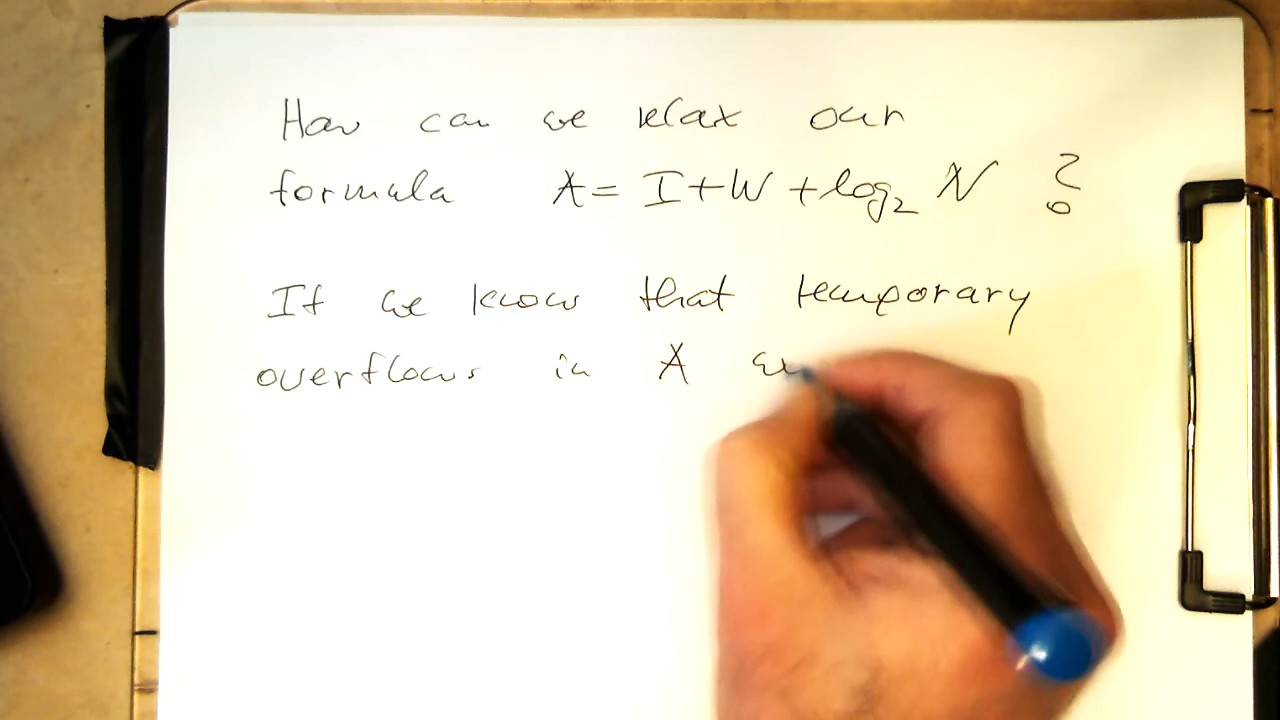 How can we relax our
formula A = I + W + log₂ N ?
If we know that temporary
overflows in A